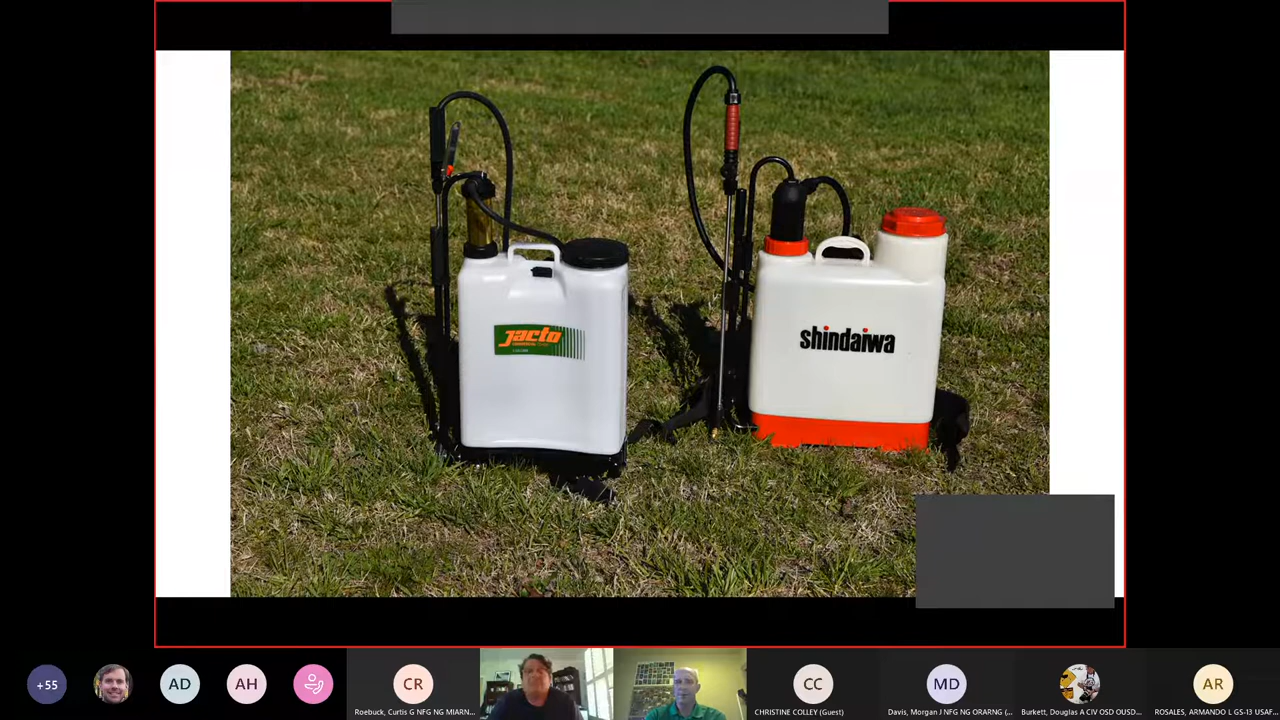 Jacto
shindaiwa
+55
AD
AH
CR
CC
MD
AR
Roebuck, Curtis G NFG NG MIARN...
CHRISTINE COLLEY (Guest)
Davis, Morgan J NFG NG ORARNG (...
Burkett, Douglas A CIV OSD OUSD...
ROSALES, ARMANDO L GS-13 USAF...